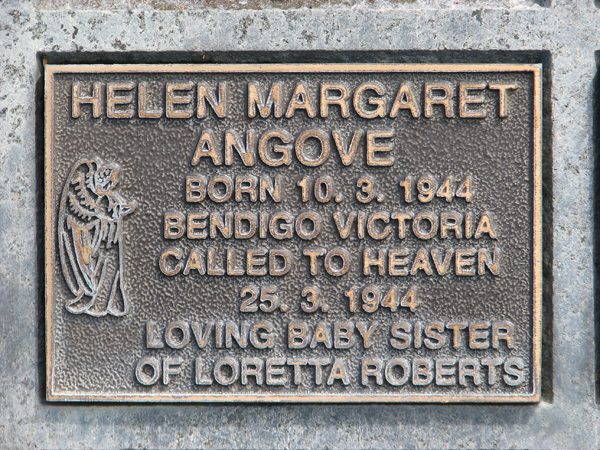 HELEN MARGARET
ANGOVE
BORN 10. 3. 1944
BENDIGO VICTORIA
CALLED TO HEAVEN
25. 3. 1944
LOVING BABY SISTER
OF LORETTA ROBERTS